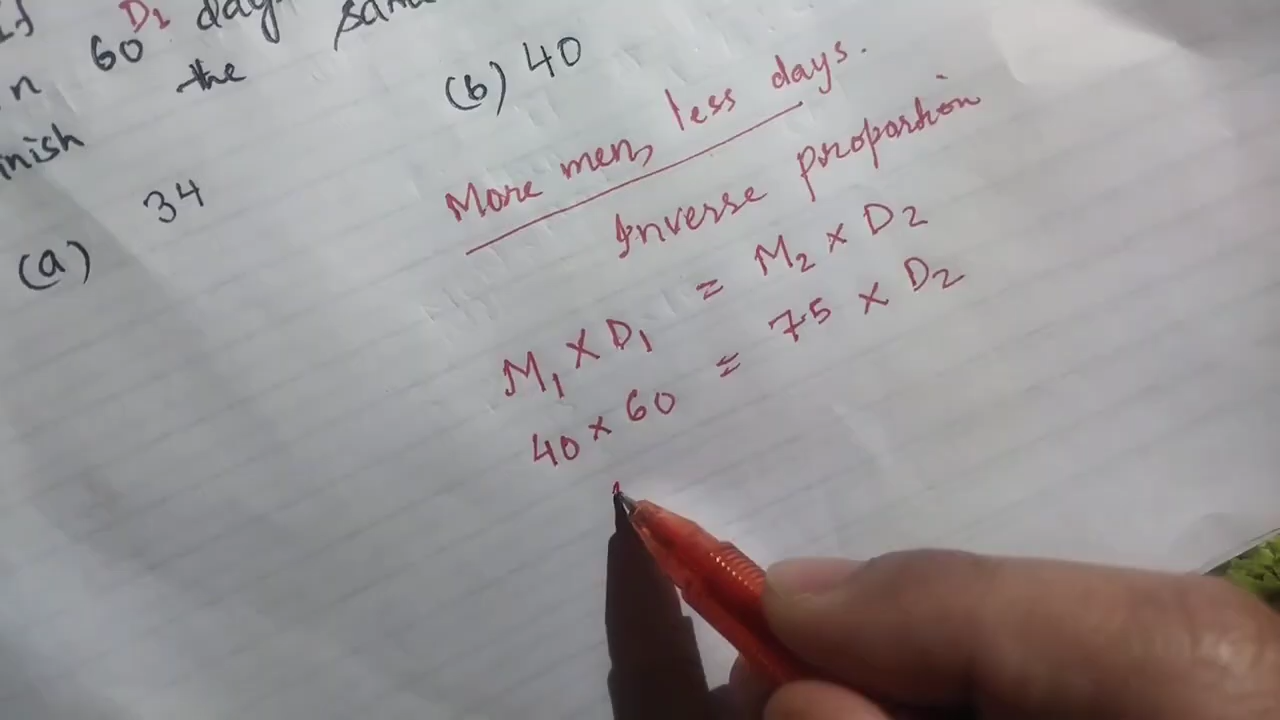 60 D1 days
n the
(b) 40
nish
More men, less days.
(a) 34
Inverse proportion
M1 × D1 = M2 × D2
40 × 60 = 75 × D2